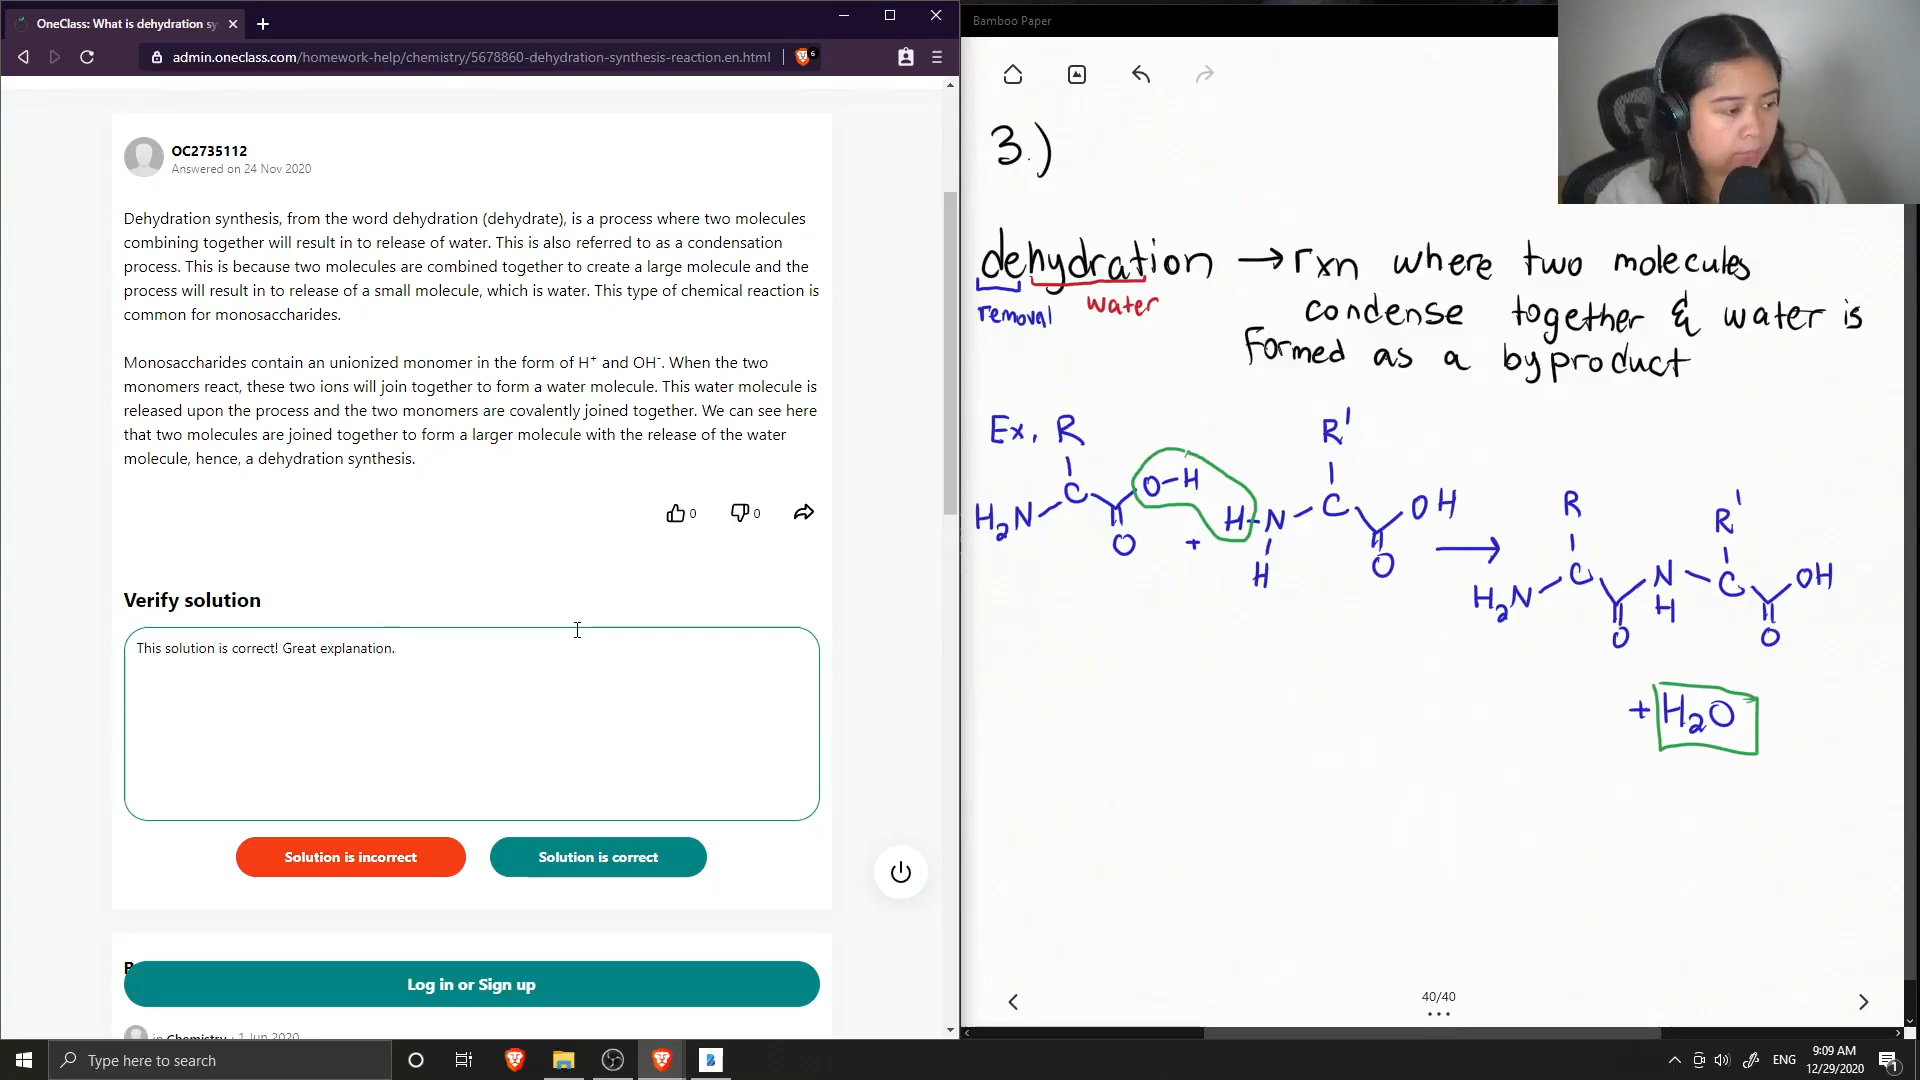 OneClass: What is dehydration sy
admin.oneclass.com/homework-help/chemistry/5678860-dehydration-synthesis-reaction.en.html
6
OC2735112
Answered on 24 Nov 2020
Dehydration synthesis, from the word dehydration (dehydrate), is a process where two molecules
combining together will result in to release of water. This is also referred to as a condensation
process. This is because two molecules are combined together to create a large molecule and the
process will result in to release of a small molecule, which is water. This type of chemical reaction is
common for monosaccharides.
Monosaccharides contain an unionized monomer in the form of H⁺ and OH⁻. When the two
monomers react, these two ions will join together to form a water molecule. This water molecule is
released upon the process and the two monomers are covalently joined together. We can see here
that two molecules are joined together to form a larger molecule with the release of the water
molecule, hence, a dehydration synthesis.
0 0
Verify solution
This solution is correct! Great explanation.
Solution is incorrect Solution is correct
Log in or Sign up
in Chemistry · 1 Jun 2020
Bamboo Paper
3.)
dehydration → rxn where two molecules
removal water condense together & water is
Formed as a byproduct
Ex. R R'
C O-H H-N C OH
H₂N O + H O →
R R'
H₂N C N C OH
O H O
+ H₂O
40/40
Type here to search
ENG
9:09 AM
12/29/2020
1